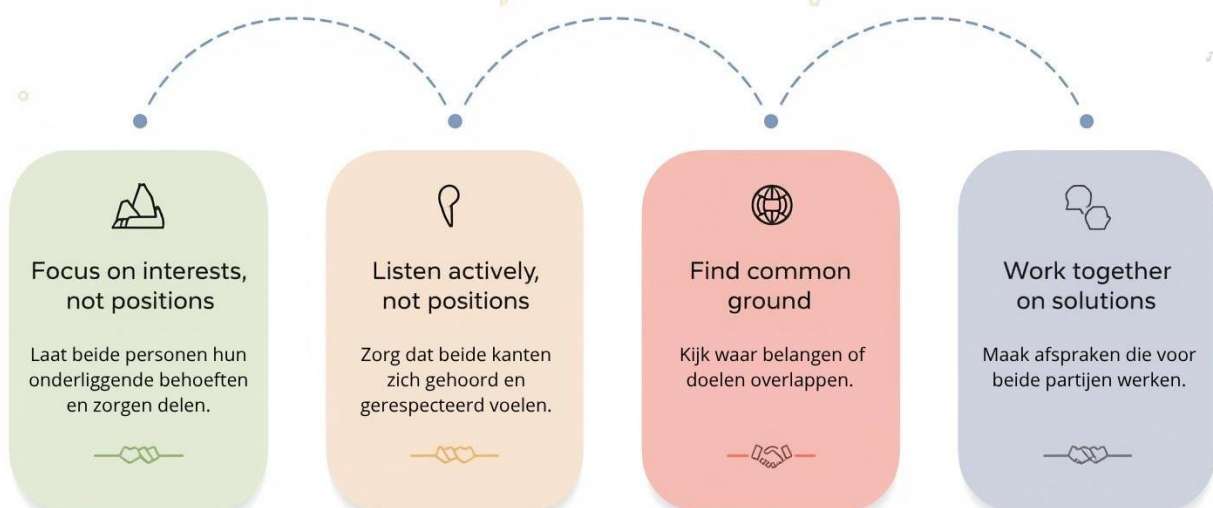 Focus on interests,
not positions
Laat beide personen hun
onderliggende behoeften
en zorgen delen.
Listen actively,
not positions
Zorg dat beide kanten
zich gehoord en
gerespecteerd voelen.
Find common
ground
Kijk waar belangen of
doelen overlappen.
Work together
on solutions
Maak afspraken die voor
beide partijen werken.